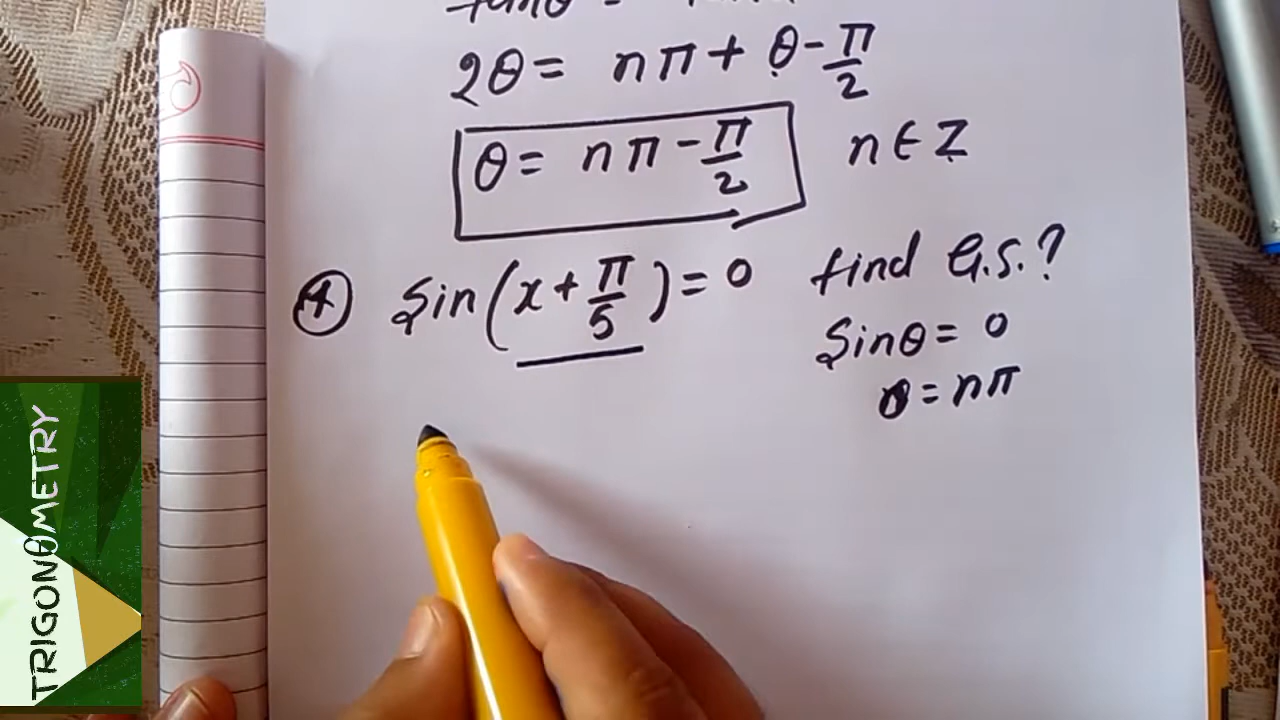 2θ = nπ + θ - π/2
θ = nπ - π/2 n ∈ Z
④ Sin(x + π/5) = 0 find G.S.?
Sinθ = 0
θ = nπ
TRIGONOMETRY